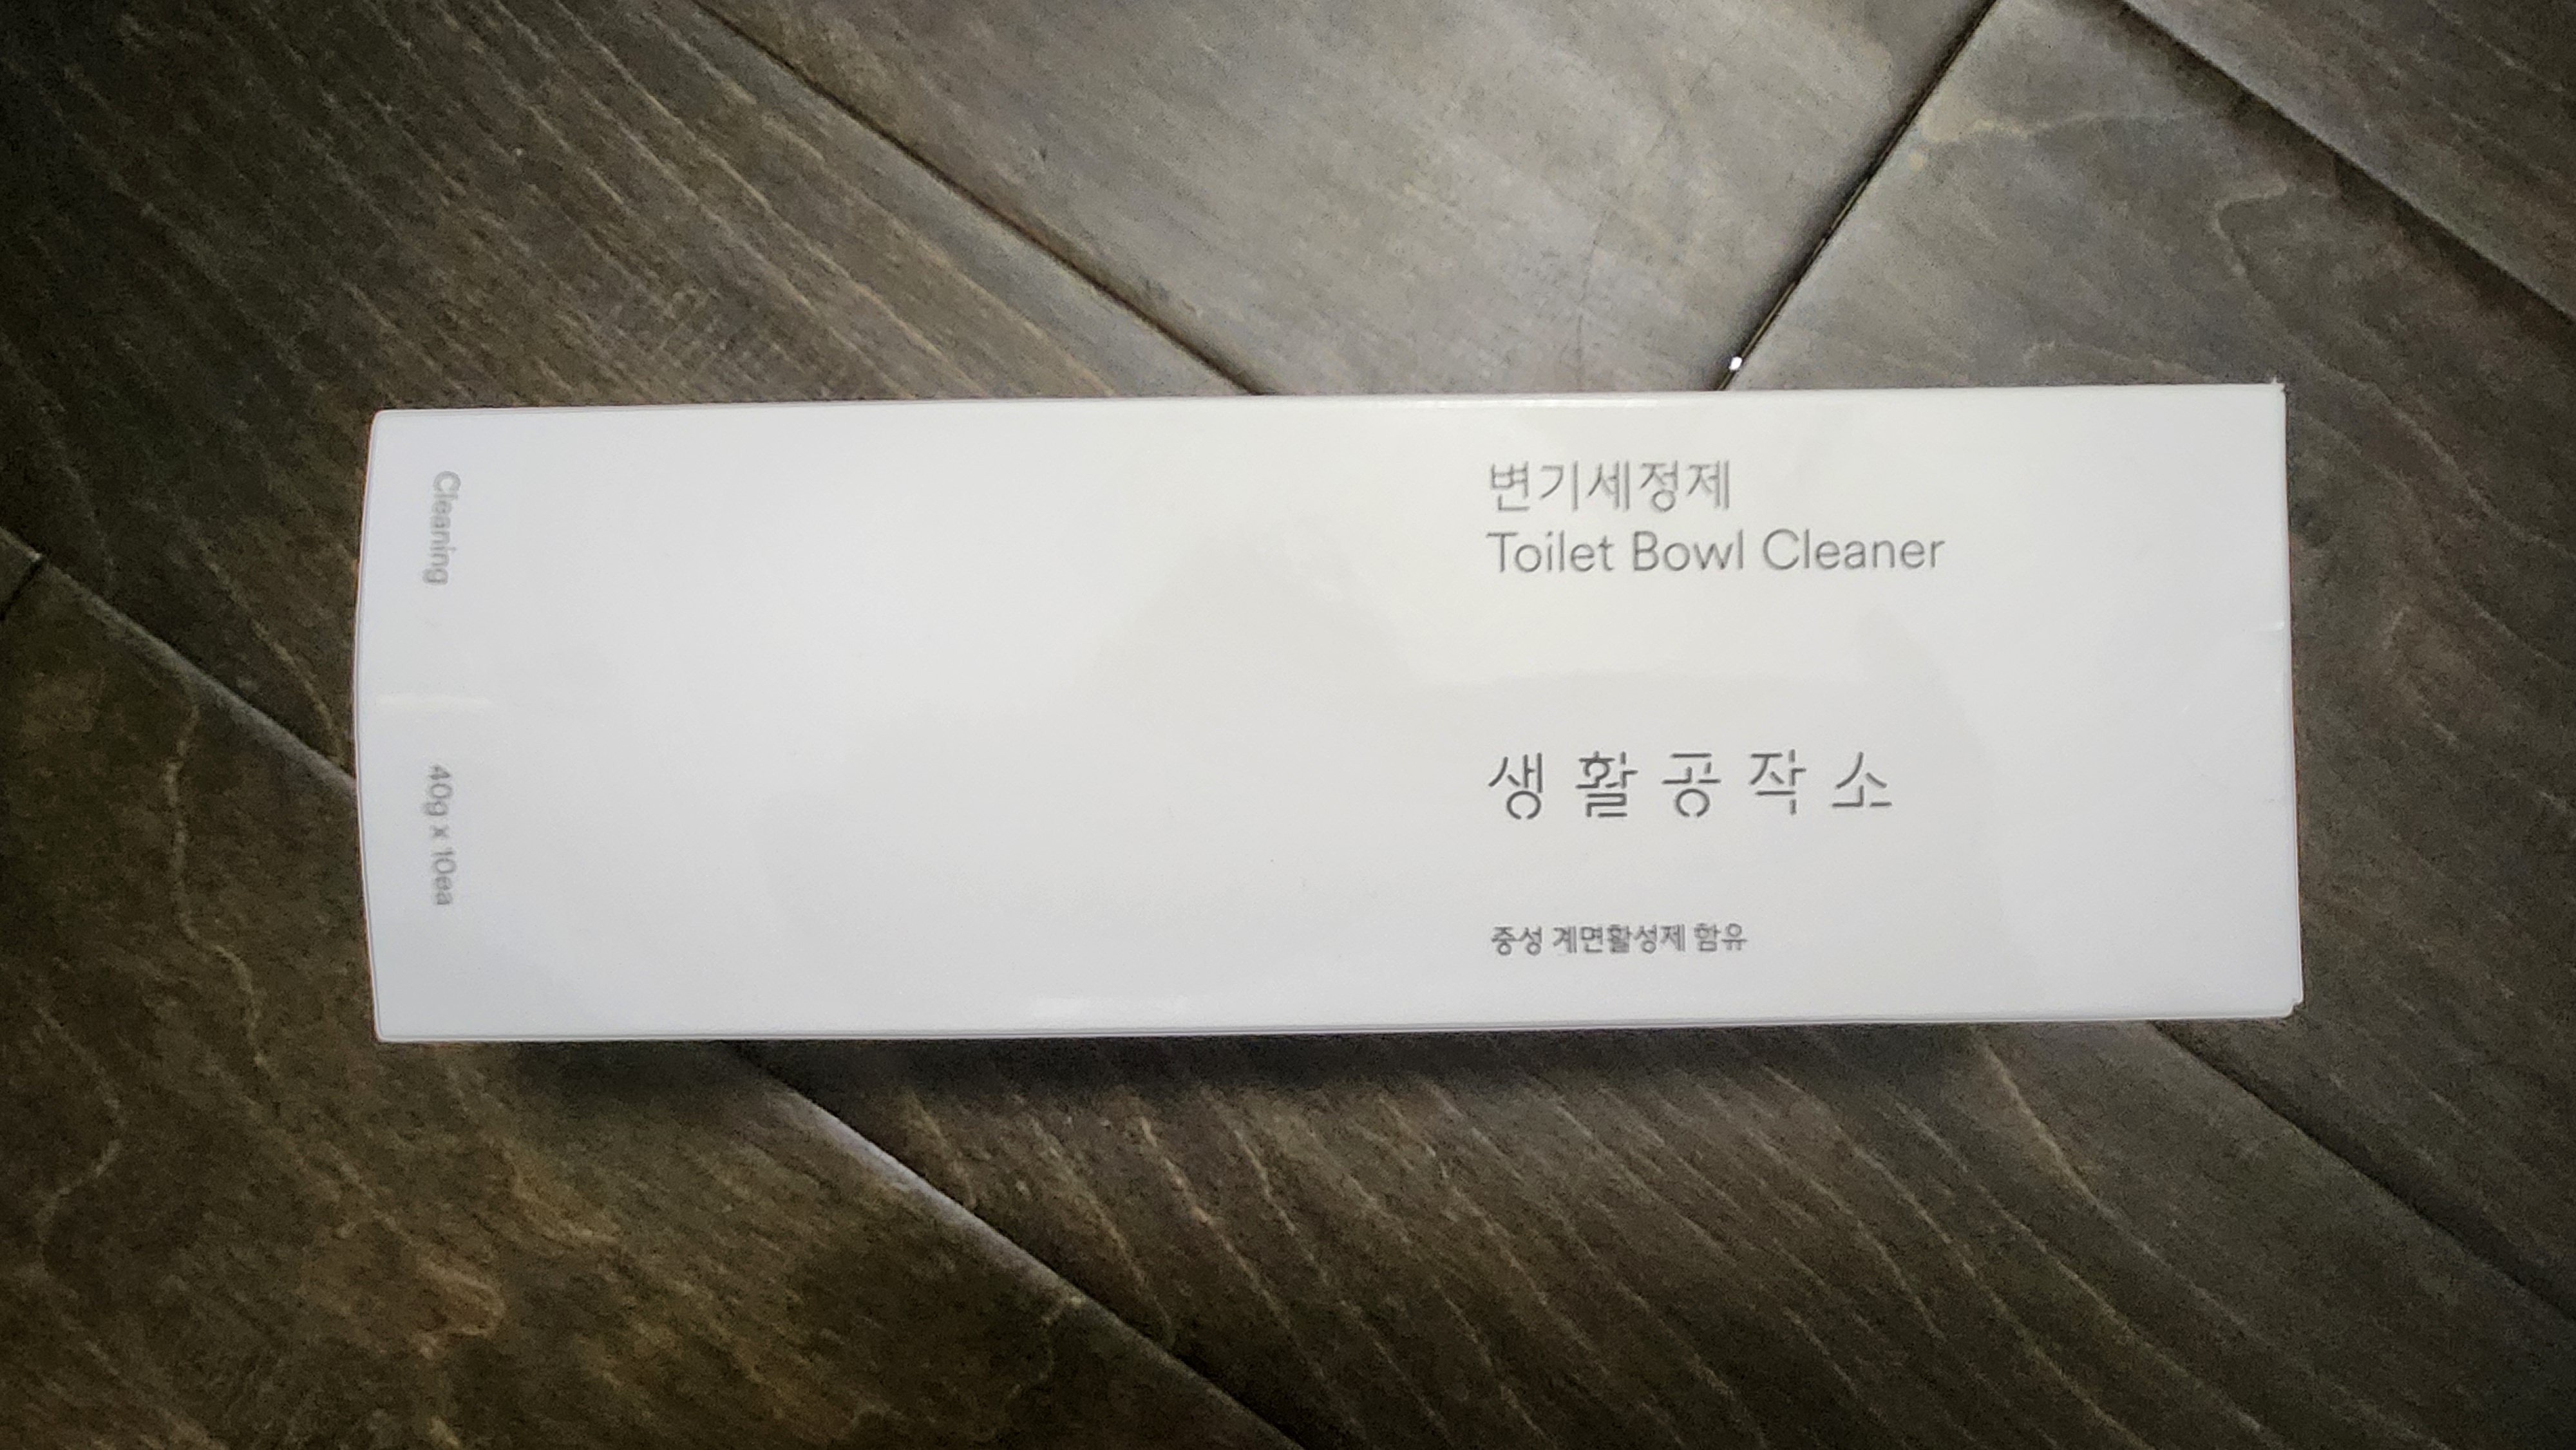 변기세정제
Toilet Bowl Cleaner
생활공작소
중성 계면활성제 함유
Cleaning
40g x 10ea